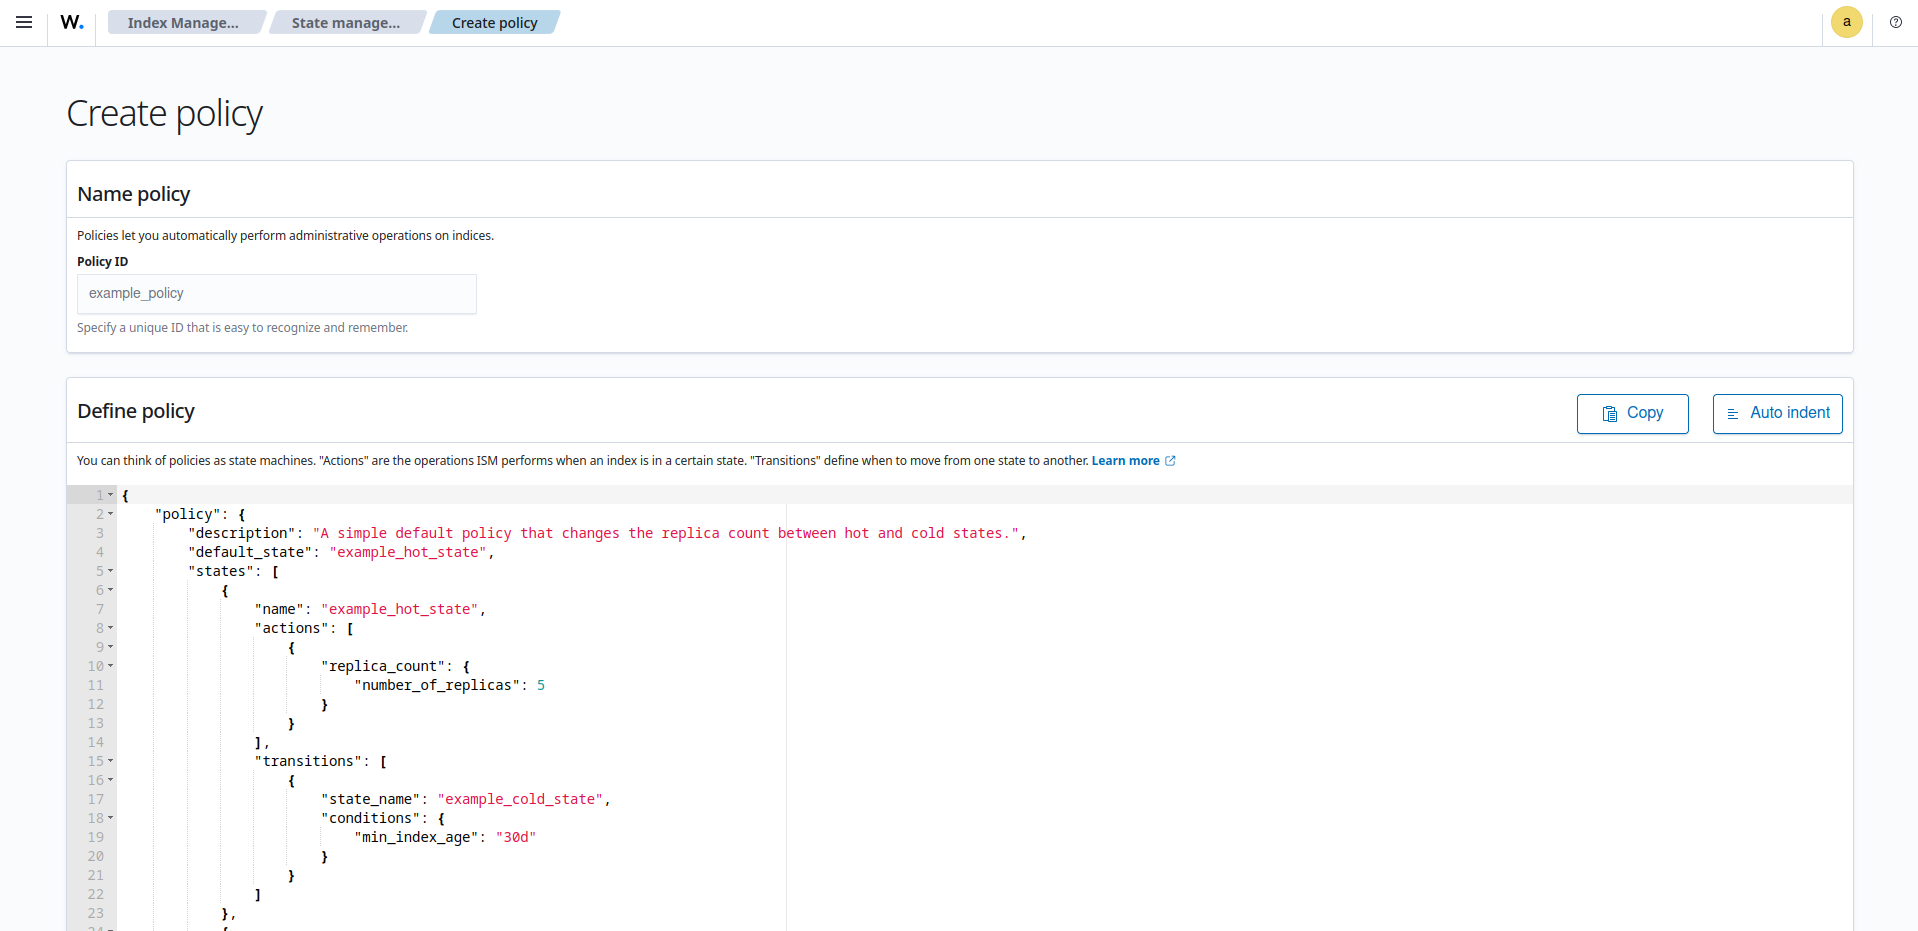 W.
Index Manage...
State manage...
Create policy
a
Create policy
Name policy
Policies let you automatically perform administrative operations on indices.
Policy ID
example_policy
Specify a unique ID that is easy to recognize and remember.
Define policy
Copy
Auto indent
You can think of policies as state machines. "Actions" are the operations ISM performs when an index is in a certain state. "Transitions" define when to move from one state to another. Learn more
1 {
2 "policy": {
3 "description": "A simple default policy that changes the replica count between hot and cold states.",
4 "default_state": "example_hot_state",
5 "states": [
6 {
7 "name": "example_hot_state",
8 "actions": [
9 {
10 "replica_count": {
11 "number_of_replicas": 5
12 }
13 }
14 ],
15 "transitions": [
16 {
17 "state_name": "example_cold_state",
18 "conditions": {
19 "min_index_age": "30d"
20 }
21 }
22 ]
23 },
24 {